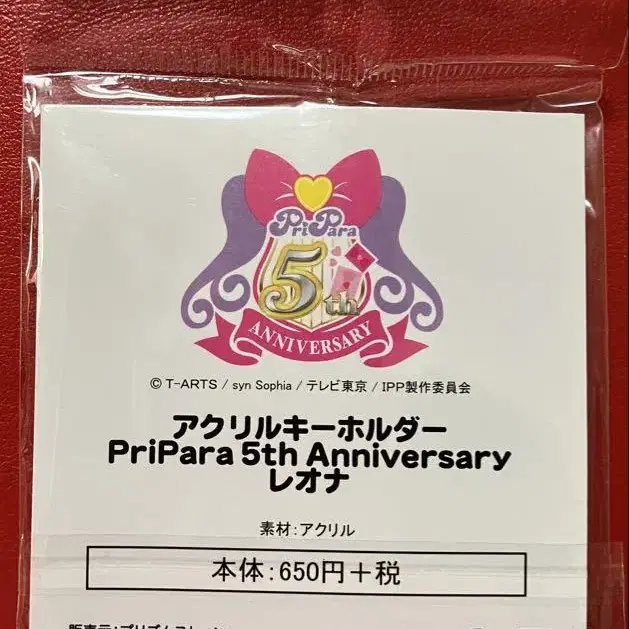 PriPara
5th
ANNIVERSARY
© T-ARTS / syn Sophia / テレビ東京 / IPP製作委員会
アクリルキーホルダー
PriPara 5th Anniversary
レオナ
素材:アクリル
本体:650円+税